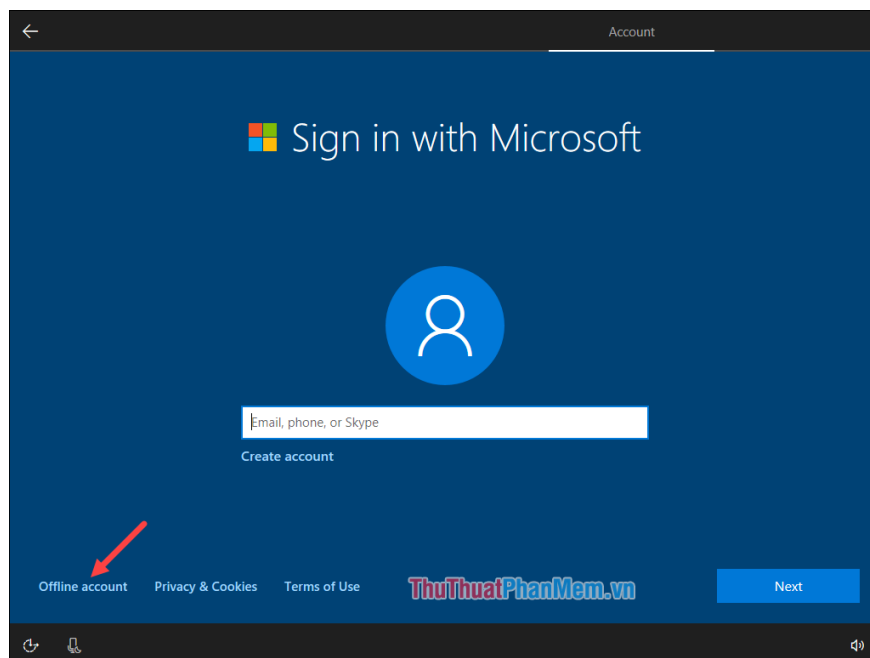 Account
Sign in with Microsoft
Email, phone, or Skype
Create account
Offline account
Privacy & Cookies
Terms of Use
ThuThuatPhanMem.vn
Next